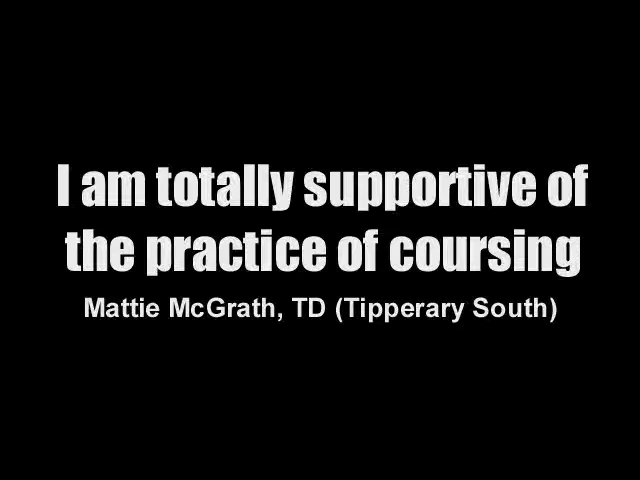 I am totally supportive of
the practice of coursing
Mattie McGrath, TD (Tipperary South)